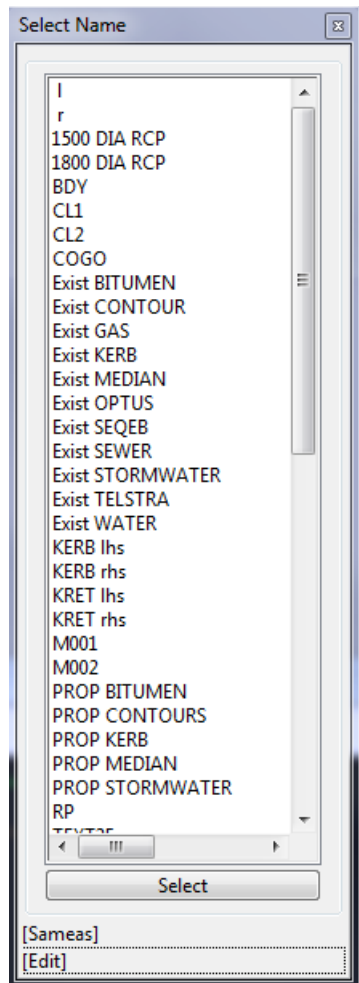 Select Name
l
r
1500 DIA RCP
1800 DIA RCP
BDY
CL1
CL2
COGO
Exist BITUMEN
Exist CONTOUR
Exist GAS
Exist KERB
Exist MEDIAN
Exist OPTUS
Exist SEQEB
Exist SEWER
Exist STORMWATER
Exist TELSTRA
Exist WATER
KERB lhs
KERB rhs
KRET lhs
KRET rhs
M001
M002
PROP BITUMEN
PROP CONTOURS
PROP KERB
PROP MEDIAN
PROP STORMWATER
RP
Select
[Sameas]
[Edit]